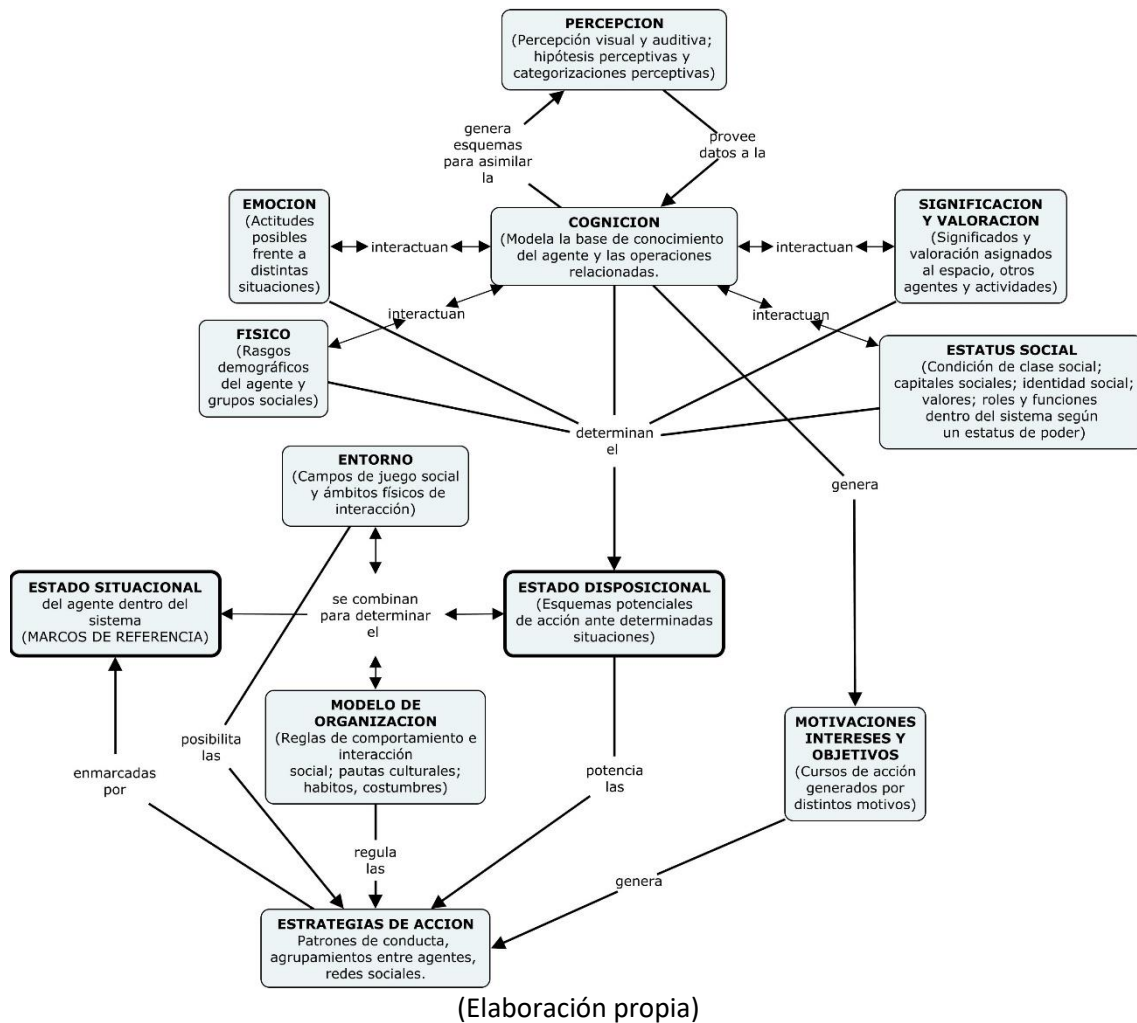 PERCEPCION
(Percepción visual y auditiva;
hipótesis perceptivas y
categorizaciones perceptivas)
genera
esquemas
para asimilar
la
provee
datos a la
EMOCION
(Actitudes
posibles
frente a
distintas
situaciones)
interactuan
COGNICION
(Modela la base de conocimiento
del agente y las operaciones
relacionadas.
interactuan
SIGNIFICACION
Y VALORACION
(Significados y
valoración asignados
al espacio, otros
agentes y actividades)
interactuan
interactuan
FISICO
(Rasgos
demográficos
del agente y
grupos sociales)
ESTATUS SOCIAL
(Condición de clase social;
capitales sociales; identidad social;
valores; roles y funciones
dentro del sistema según
un estatus de poder)
determinan
el
ENTORNO
(Campos de juego social
y ámbitos físicos de
interacción)
genera
ESTADO SITUACIONAL
del agente dentro del
sistema
(MARCOS DE REFERENCIA)
se combinan
para determinar
el
ESTADO DISPOSICIONAL
(Esquemas potenciales
de acción ante determinadas
situaciones)
MODELO DE
ORGANIZACION
(Reglas de comportamiento e
interacción
social; pautas culturales;
habitos, costumbres)
MOTIVACIONES
INTERESES Y
OBJETIVOS
(Cursos de acción
generados por
distintos motivos)
posibilita
las
enmarcadas
por
potencia
las
regula
las
genera
ESTRATEGIAS DE ACCION
Patrones de conducta,
agrupamientos entre agentes,
redes sociales.
(Elaboración propia)